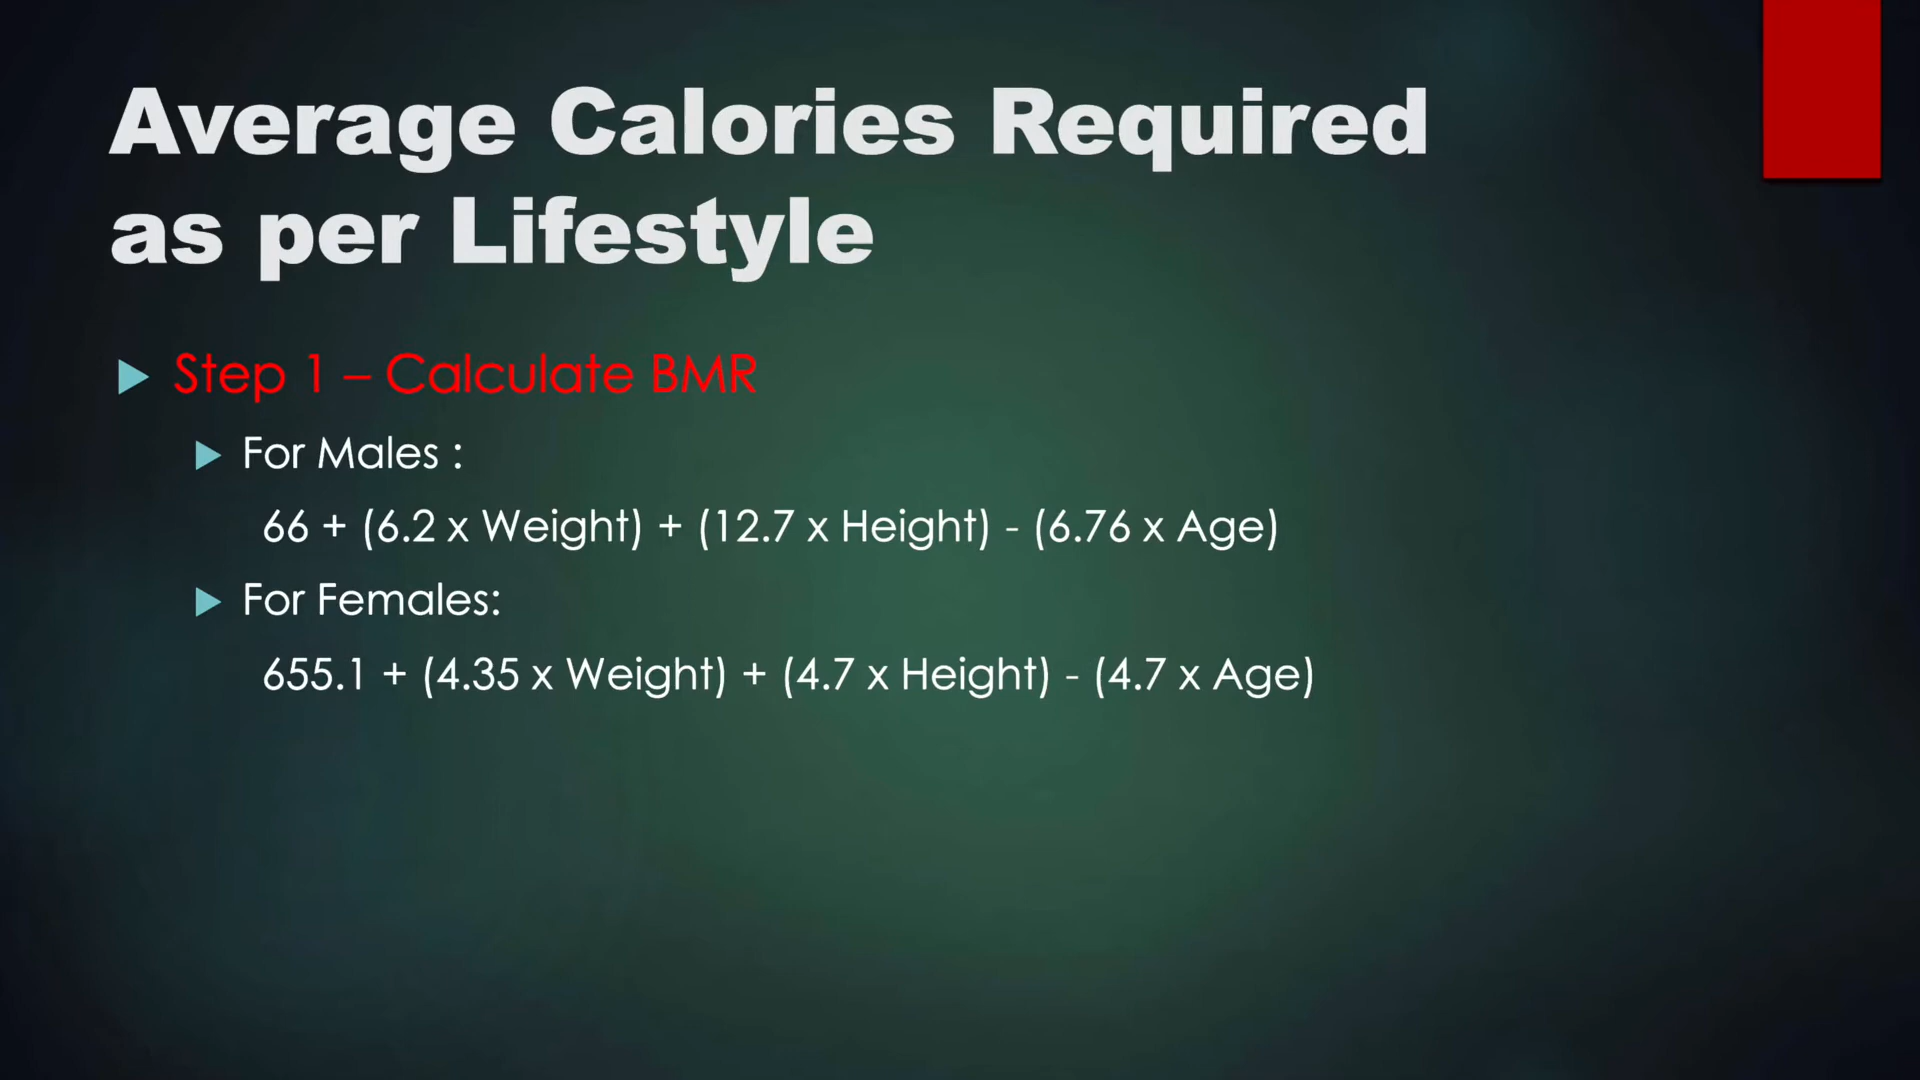 Average Calories Required
as per Lifestyle
Step 1 – Calculate BMR
For Males :
66 + (6.2 x Weight) + (12.7 x Height) - (6.76 x Age)
For Females:
655.1 + (4.35 x Weight) + (4.7 x Height) - (4.7 x Age)